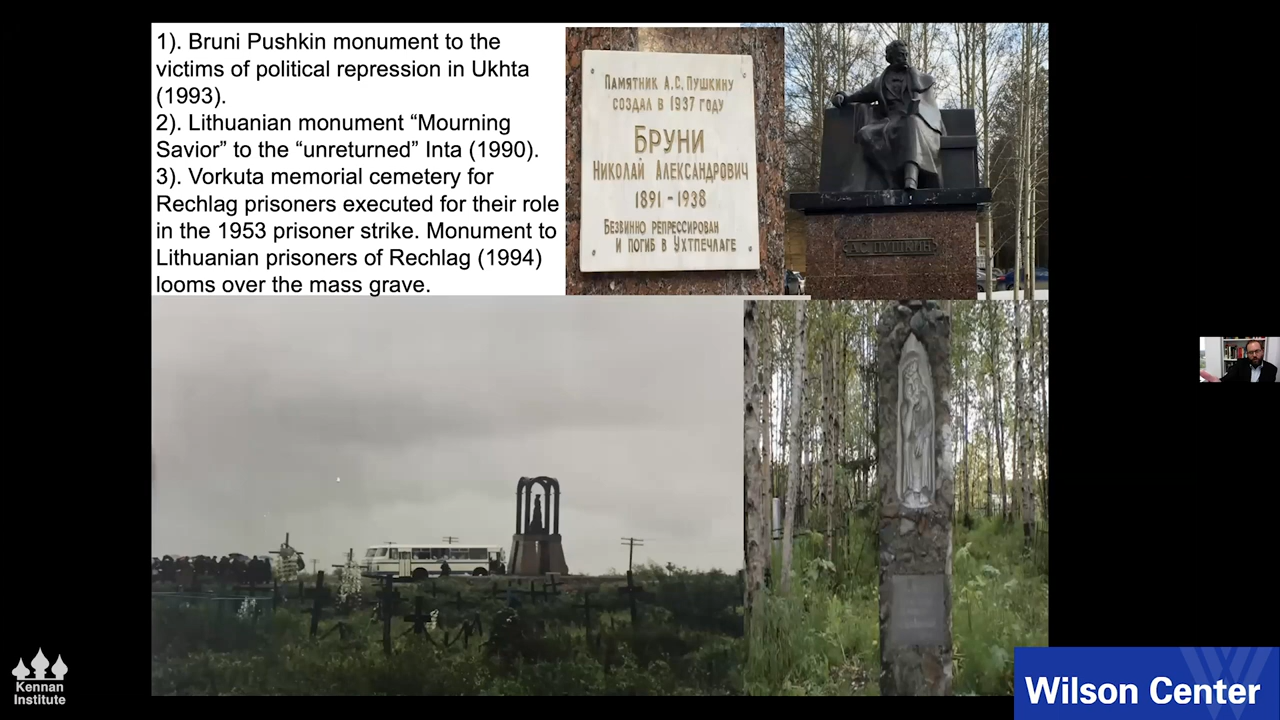 1). Bruni Pushkin monument to the
victims of political repression in Ukhta
(1993).
2). Lithuanian monument “Mourning
Savior” to the “unreturned” Inta (1990).
3). Vorkuta memorial cemetery for
Rechlag prisoners executed for their role
in the 1953 prisoner strike. Monument to
Lithuanian prisoners of Rechlag (1994)
looms over the mass grave.
Памятник А.С. Пушкину
создал в 1937 году
Бруни
Николай Александрович
1891 - 1938
Безвинно репрессирован
и погиб в Ухтпечлаге
А.С. ПУШКИН
Kennan
Institute
Wilson Center